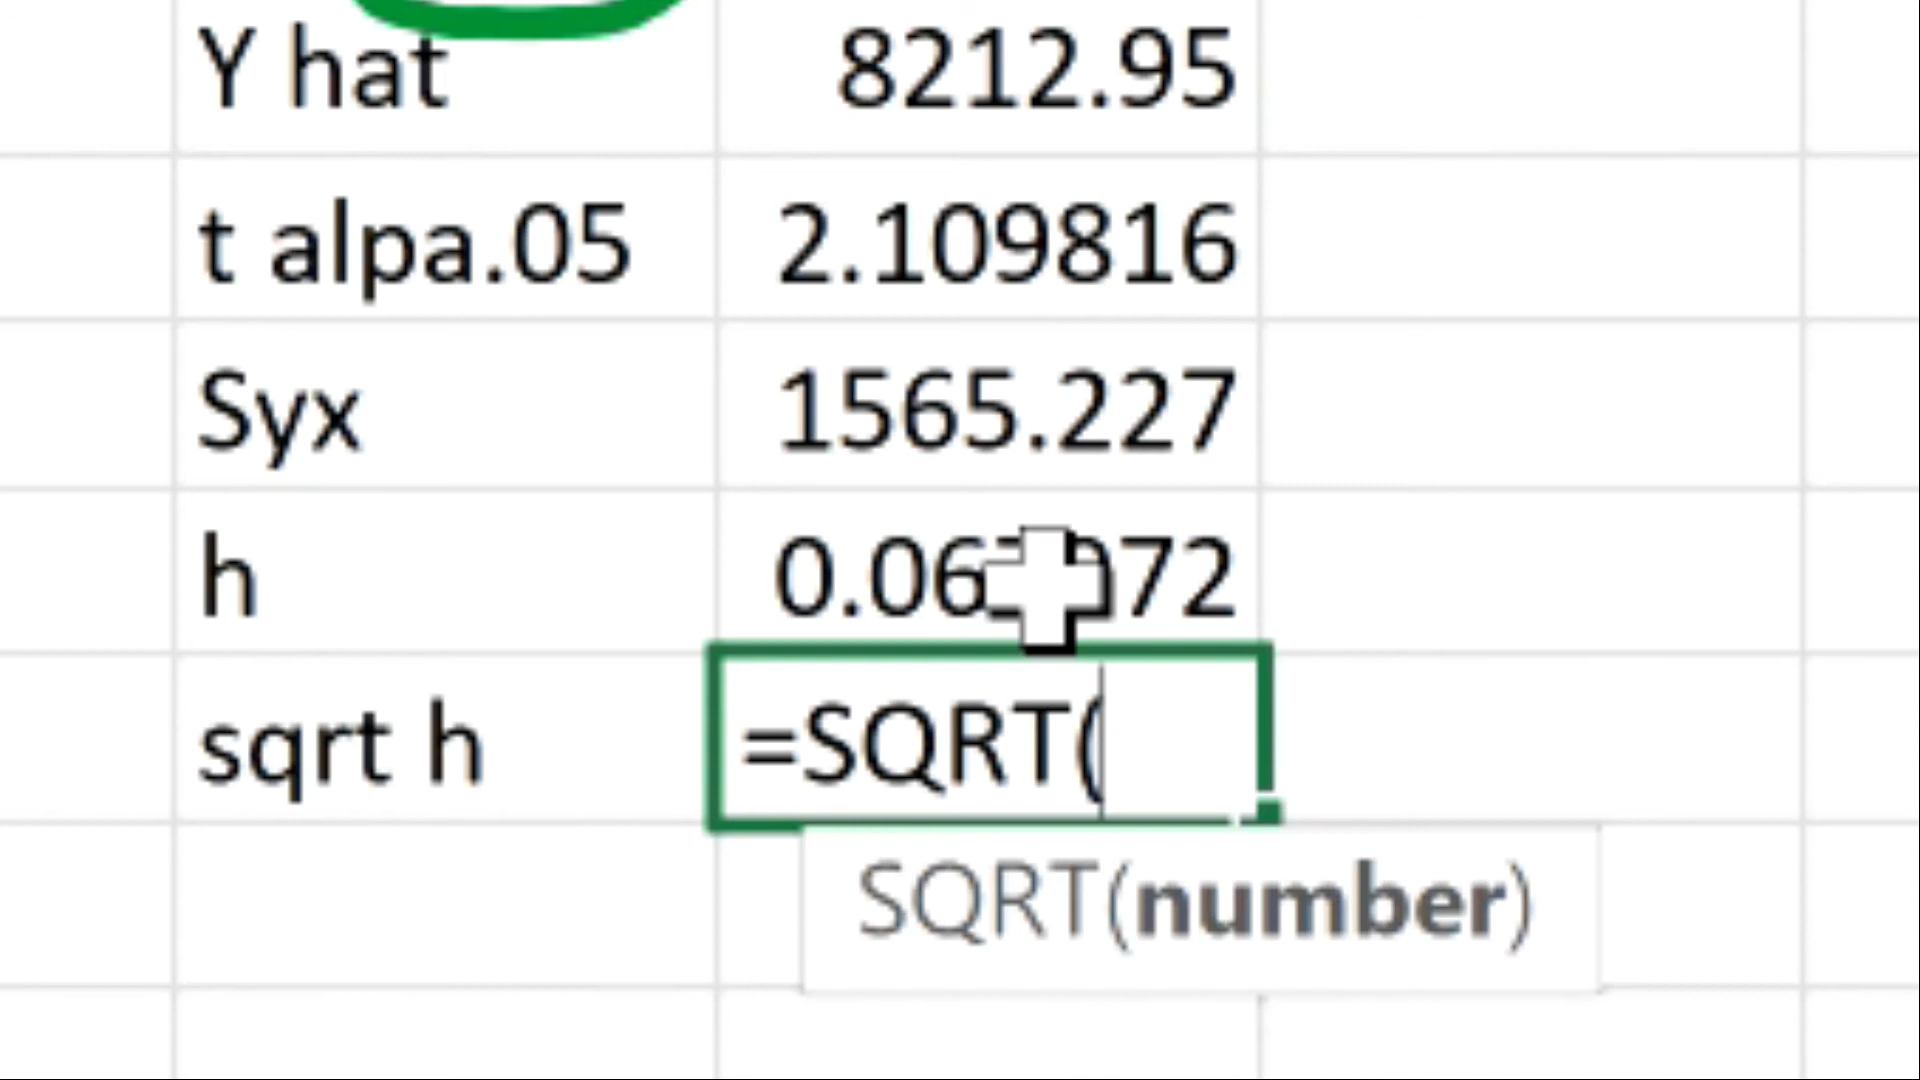 Y hat 8212.95
t alpa.05 2.109816
Syx 1565.227
h
sqrt h =SQRT(
SQRT(number)